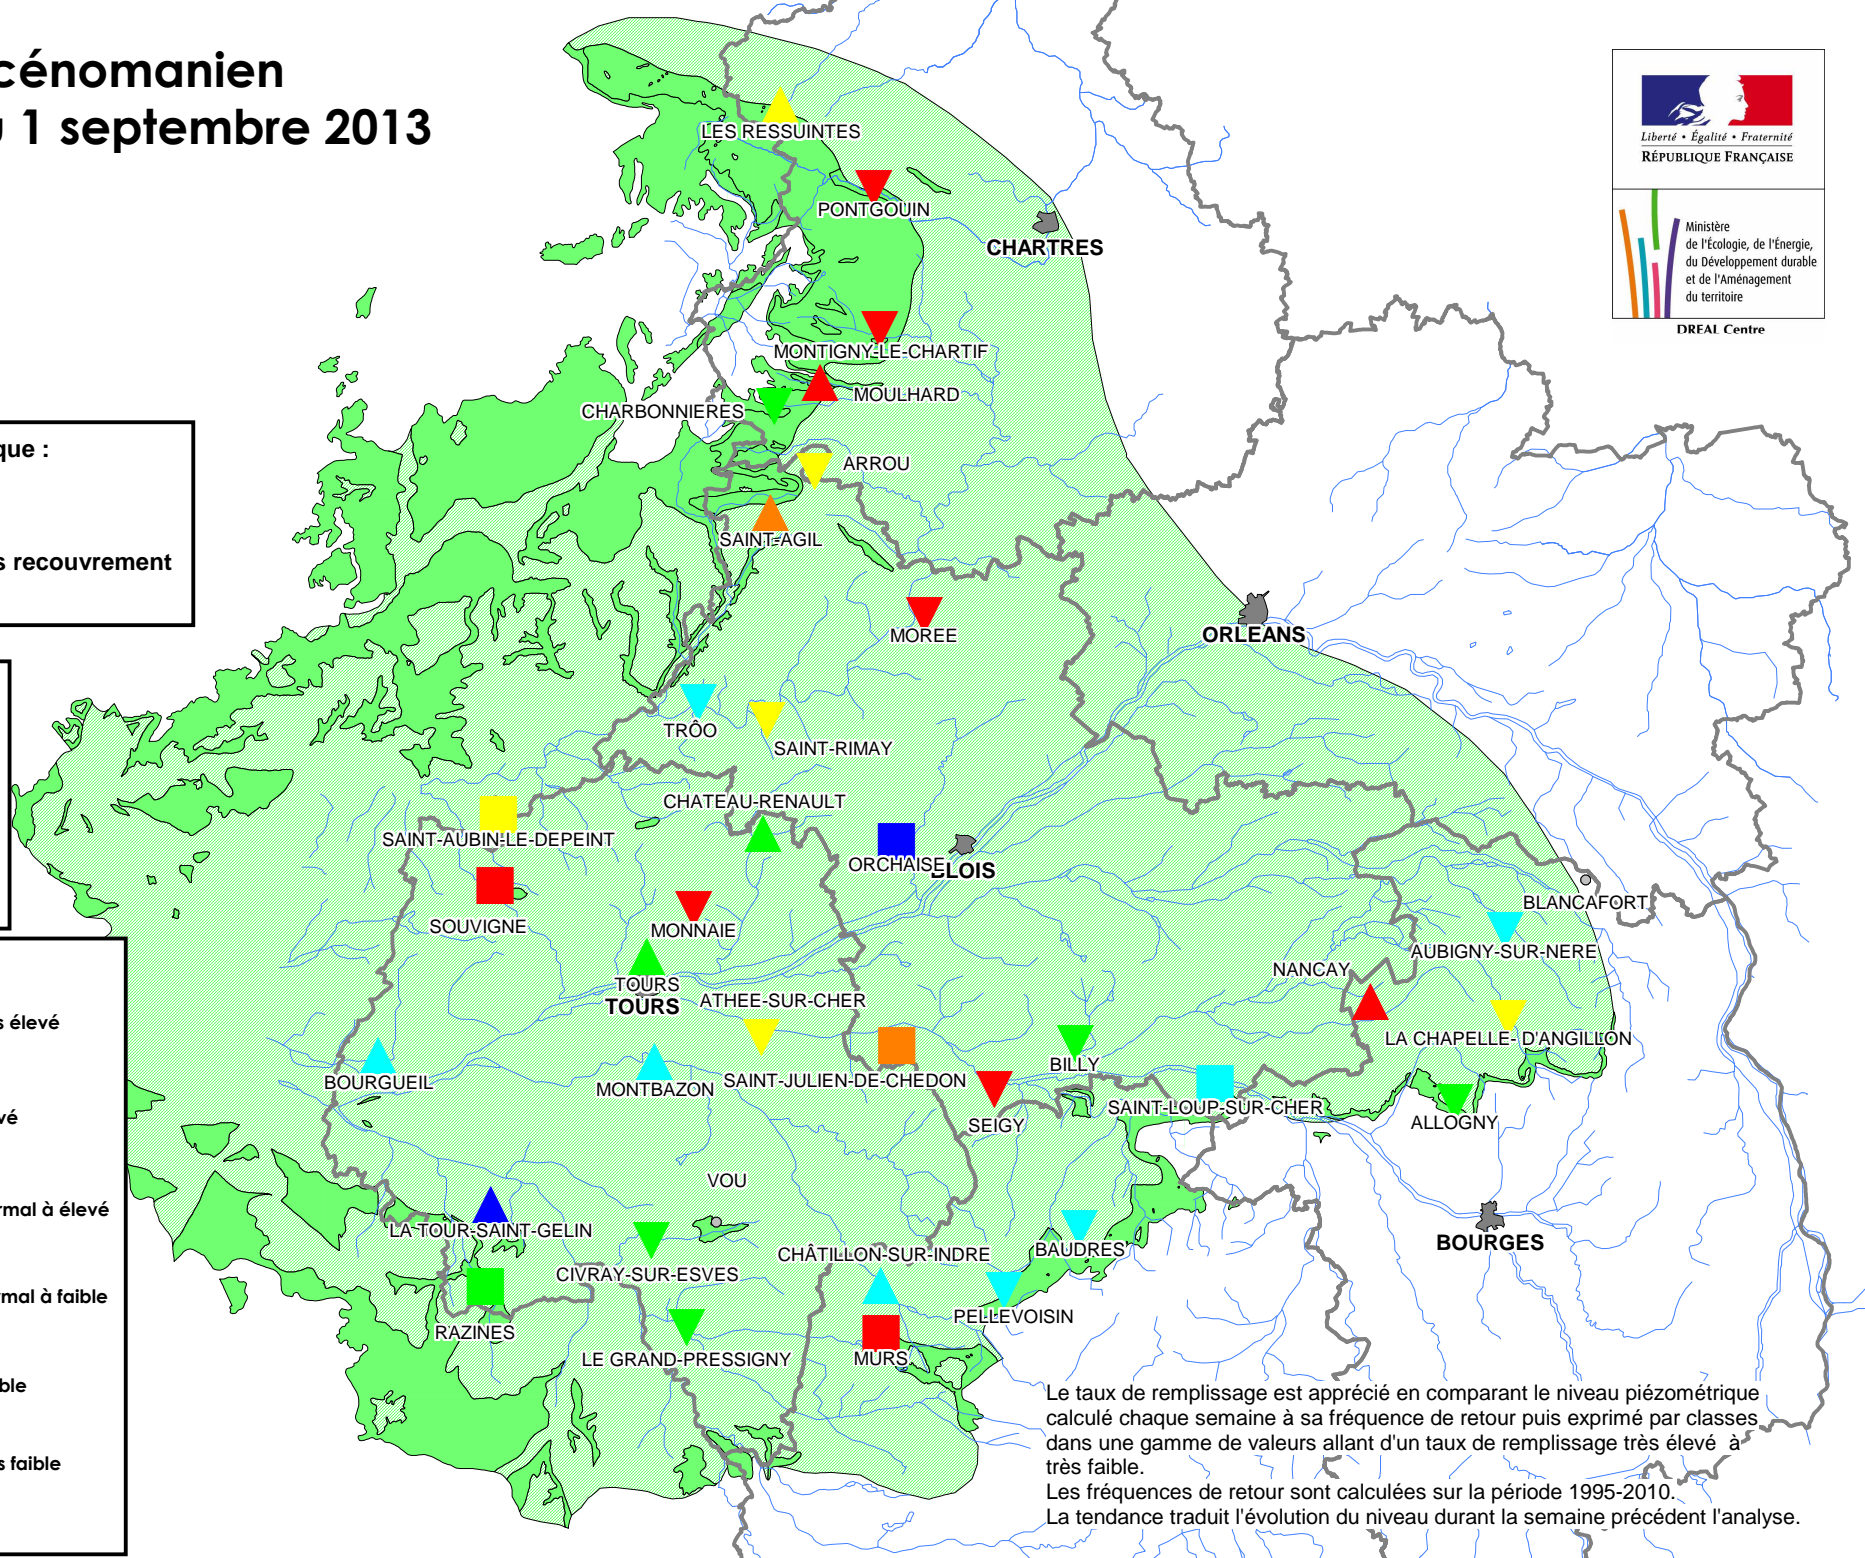 cénomanien
1 septembre 2013
Liberté • Égalité • Fraternité
RÉPUBLIQUE FRANÇAISE
Ministère
de l'Écologie, de l'Énergie,
du Développement durable
et de l'Aménagement
du territoire
DREAL Centre
LES RESSUINTES
PONTGOUIN
CHARTRES
MONTIGNY-LE-CHARTIF
MOULHARD
CHARBONNIERES
que :
ARROU
SAINT-AGIL
s recouvrement
MOREE
ORLEANS
TRÔO
SAINT-RIMAY
CHATEAU-RENAULT
SAINT-AUBIN-LE-DEPEINT
ORCHAISE
BLOIS
SOUVIGNE
MONNAIE
BLANCAFORT
AUBIGNY-SUR-NERE
NANCAY
TOURS
TOURS
ATHEE-SUR-CHER
s élevé
LA CHAPELLE- D'ANGILLON
BOURGUEIL
MONTBAZON
SAINT-JULIEN-DE-CHEDON
BILLY
SAINT-LOUP-SUR-CHER
SEIGY
ALLOGNY
vé
VOU
rmal à élevé
LA TOUR-SAINT-GELIN
CHÂTILLON-SUR-INDRE
BAUDRES
BOURGES
CIVRAY-SUR-ESVES
rmal à faible
PELLEVOISIN
RAZINES
LE GRAND-PRESSIGNY
MURS
ble
s faible
Le taux de remplissage est apprécié en comparant le niveau piézométrique
calculé chaque semaine à sa fréquence de retour puis exprimé par classes
dans une gamme de valeurs allant d'un taux de remplissage très élevé à
très faible.
Les fréquences de retour sont calculées sur la période 1995-2010.
La tendance traduit l'évolution du niveau durant la semaine précédent l'analyse.